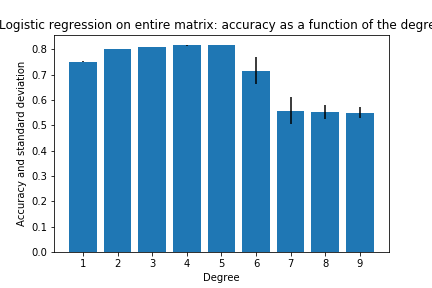 Logistic regression on entire matrix: accuracy as a function of the degre
Accuracy and standard deviation
0.8
0.7
0.6
0.5
0.4
0.3
0.2
0.1
0.0
1 2 3 4 5 6 7 8 9
Degree